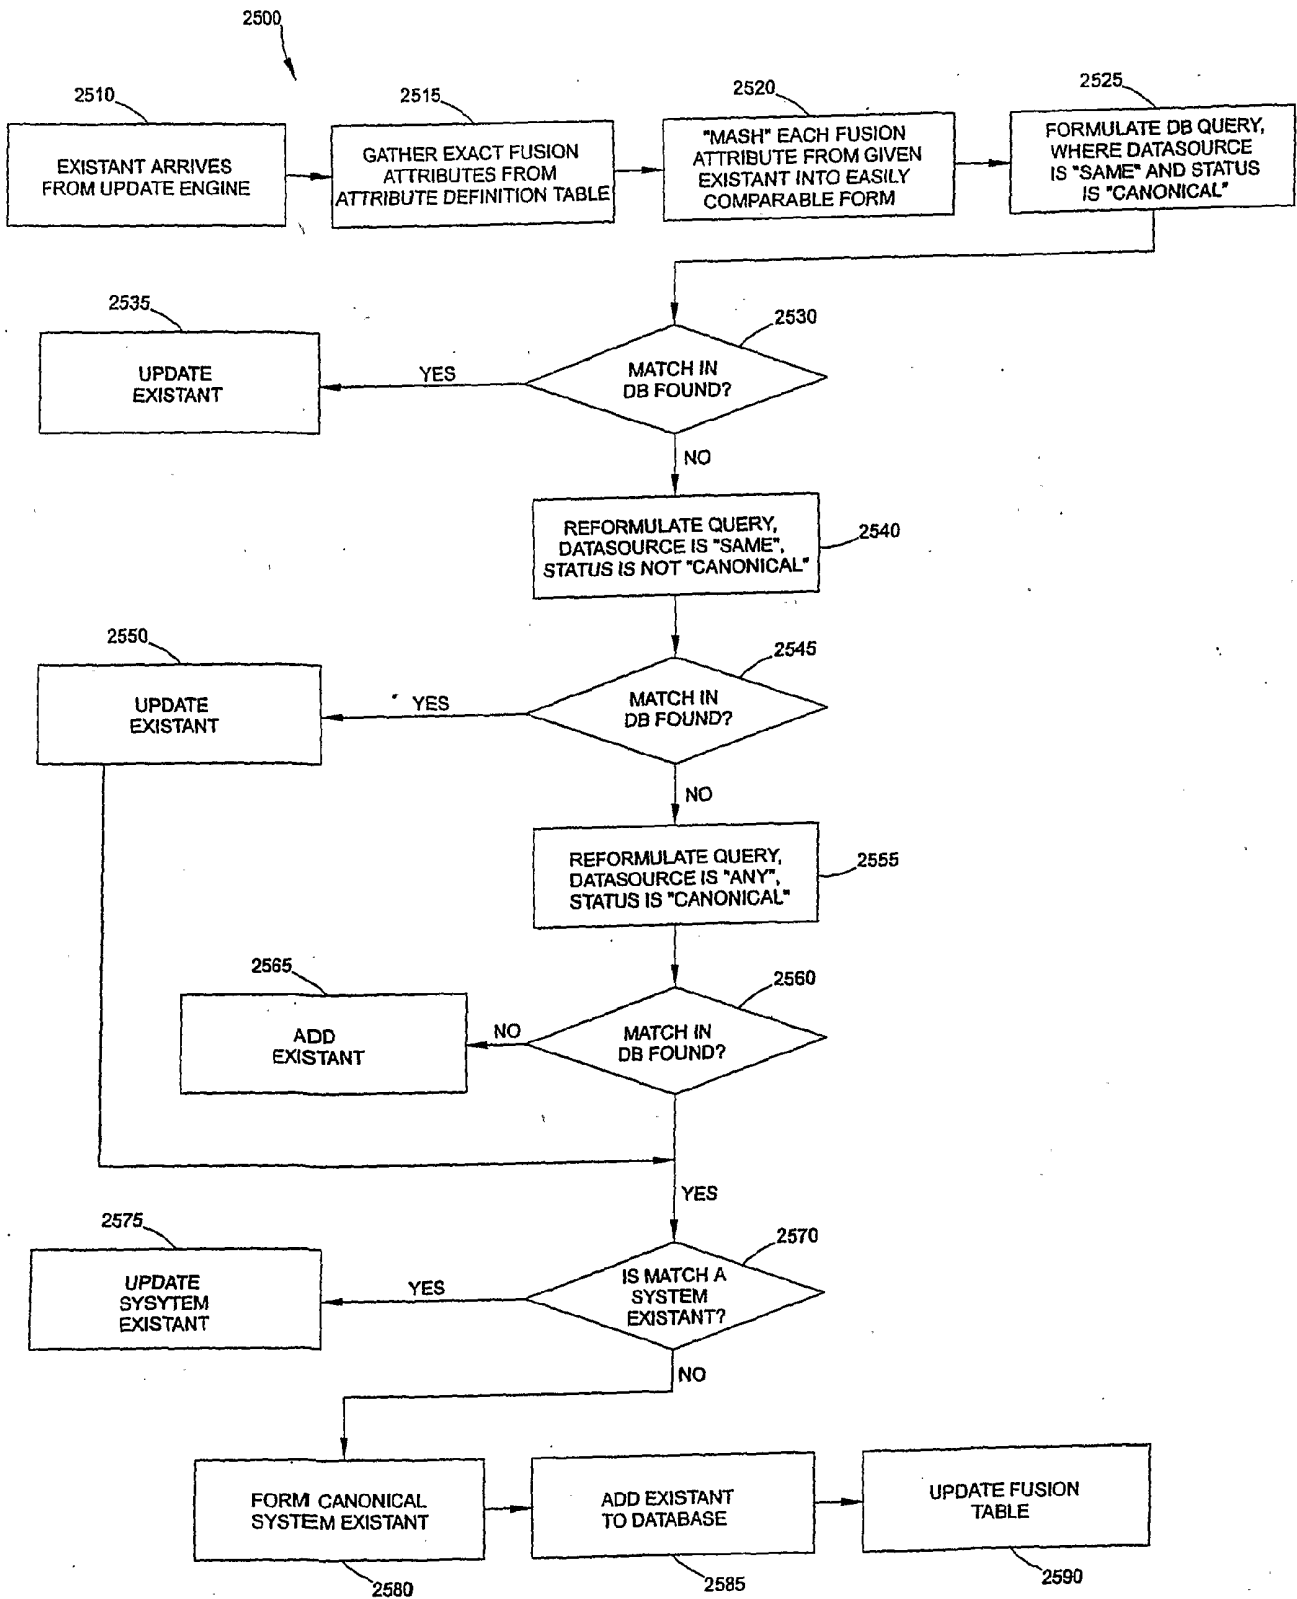 2500
2510
EXISTANT ARRIVES
FROM UPDATE ENGINE
2515
GATHER EXACT FUSION
ATTRIBUTES FROM
ATTRIBUTE DEFINITION TABLE
2520
"MASH" EACH FUSION
ATTRIBUTE FROM GIVEN
EXISTANT INTO EASILY
COMPARABLE FORM
2525
FORMULATE DB QUERY,
WHERE DATASOURCE
IS "SAME" AND STATUS
IS "CANONICAL"
2530
MATCH IN
DB FOUND?
YES
2535
UPDATE
EXISTANT
NO
2540
REFORMULATE QUERY,
DATASOURCE IS "SAME",
STATUS IS NOT "CANONICAL"
2545
MATCH IN
DB FOUND?
YES
2550
UPDATE
EXISTANT
NO
2555
REFORMULATE QUERY,
DATASOURCE IS "ANY",
STATUS IS "CANONICAL"
2560
MATCH IN
DB FOUND?
NO
2565
ADD
EXISTANT
YES
2570
IS MATCH A
SYSTEM
EXISTANT?
YES
2575
UPDATE
SYSYTEM
EXISTANT
NO
FORM CANONICAL
SYSTEM EXISTANT
2580
ADD EXISTANT
TO DATABASE
2585
UPDATE FUSION
TABLE
2590